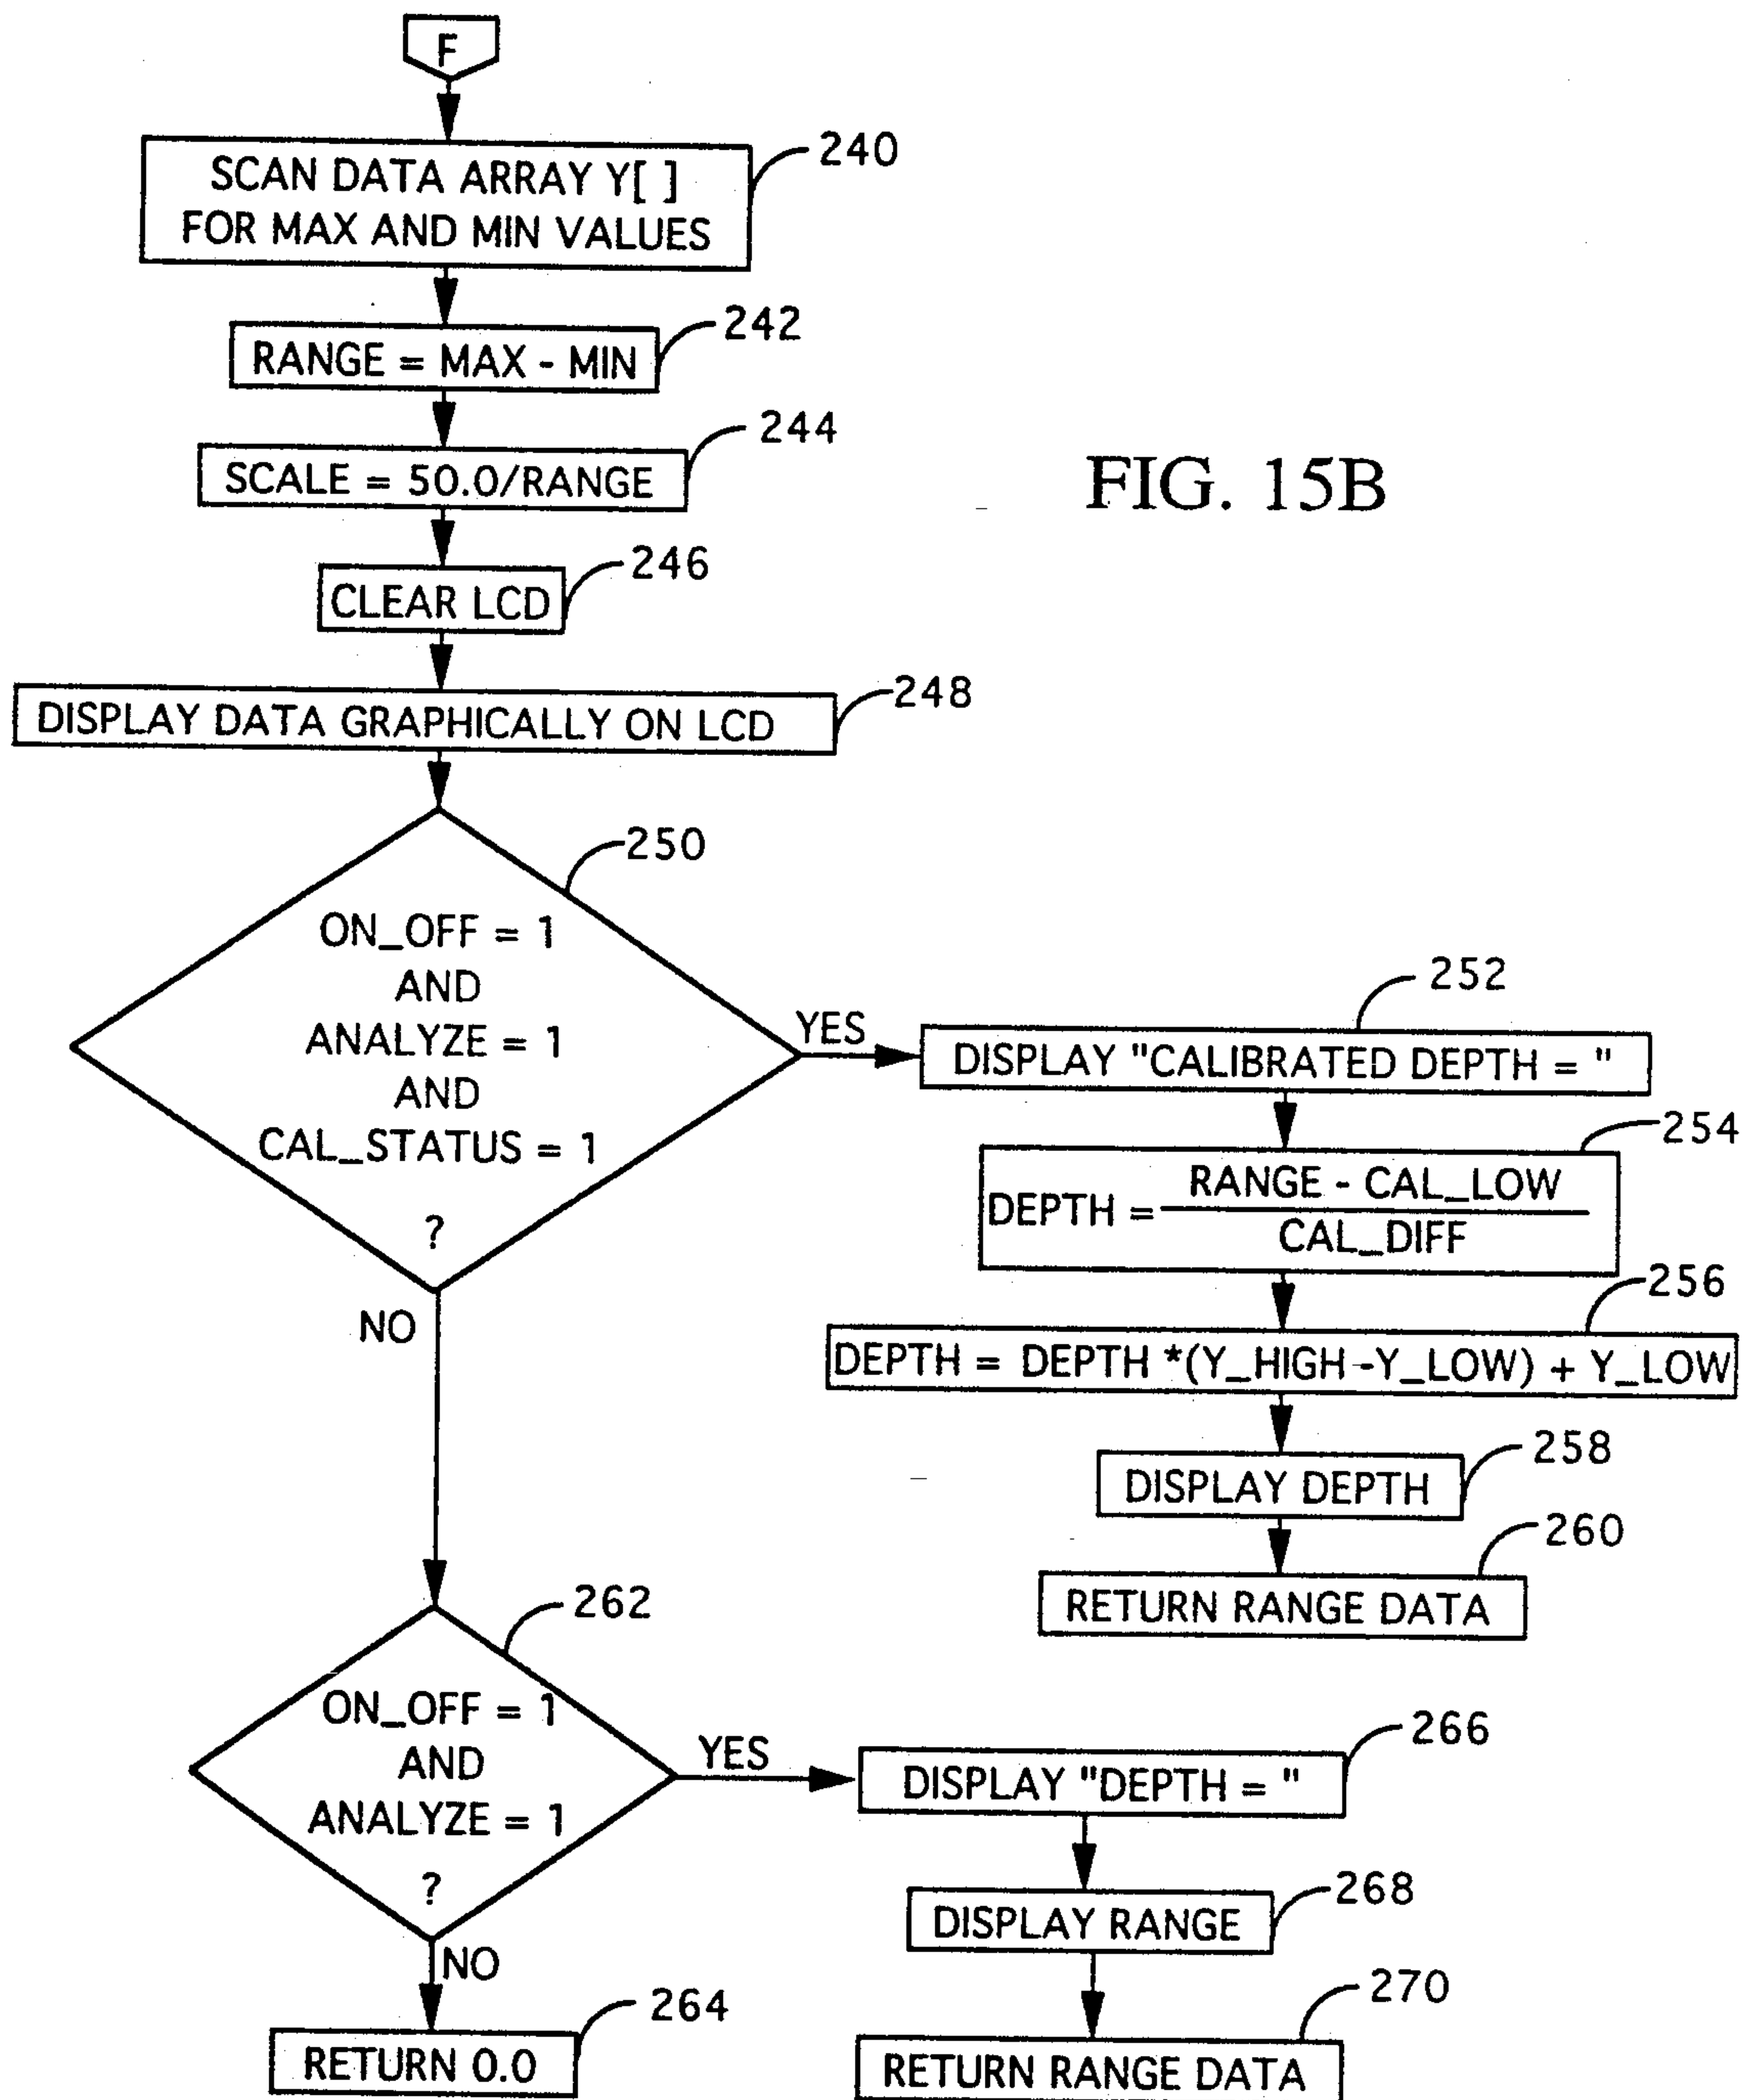 F
240
SCAN DATA ARRAY Y[ ]
FOR MAX AND MIN VALUES
242
RANGE = MAX - MIN
244
SCALE = 50.0/RANGE
FIG. 15B
246
CLEAR LCD
248
DISPLAY DATA GRAPHICALLY ON LCD
250
ON_OFF = 1
AND
ANALYZE = 1
AND
CAL_STATUS = 1
?
YES
252
DISPLAY "CALIBRATED DEPTH = "
254
DEPTH = RANGE - CAL_LOW
CAL_DIFF
256
DEPTH = DEPTH *(Y_HIGH -Y_LOW) + Y_LOW
258
DISPLAY DEPTH
260
RETURN RANGE DATA
NO
262
ON_OFF = 1
AND
ANALYZE = 1
?
YES
266
DISPLAY "DEPTH = "
268
DISPLAY RANGE
270
RETURN RANGE DATA
NO
264
RETURN 0.0